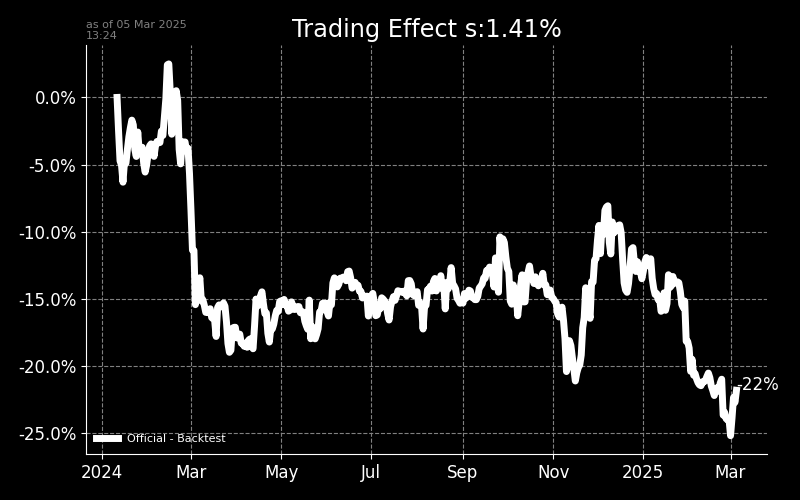 as of 05 Mar 2025
13:24
Trading Effect s:1.41%
0.0%
-5.0%
-10.0%
-15.0%
-20.0%
-25.0%
-22%
Official - Backtest
2024 Mar May Jul Sep Nov 2025 Mar